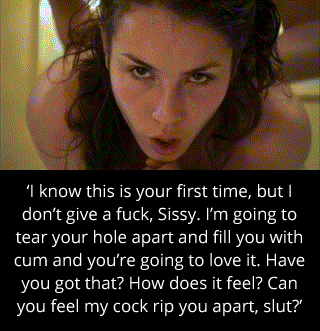 ‘I know this is your first time, but I
don’t give a fuck, Sissy. I’m going to
tear your hole apart and fill you with
cum and you’re going to love it. Have
you got that? How does it feel? Can
you feel my cock rip you apart, slut?’